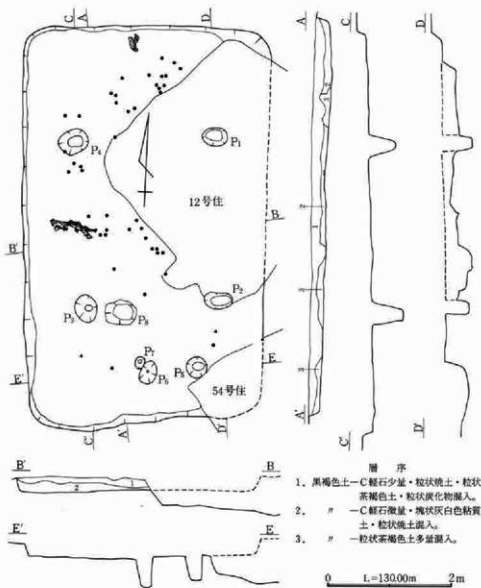 C A D
A C D
P4 P1
12号住
B
B'
P2
P3 P8
P7
P6 P5
E
E'
54号住
C A' D'
A' C' D'
B' B
2 1
E' E
層 序
1. 黒褐色土—C軽石少量・粒状焼土・粒状
茶褐色土・粒状炭化物混入。
2. 〃 —C軽石微量・塊状灰白色粘質
土・粒状焼土混入。
3. 〃 —粒状茶褐色土多量混入。
0 L=130.00m 2m